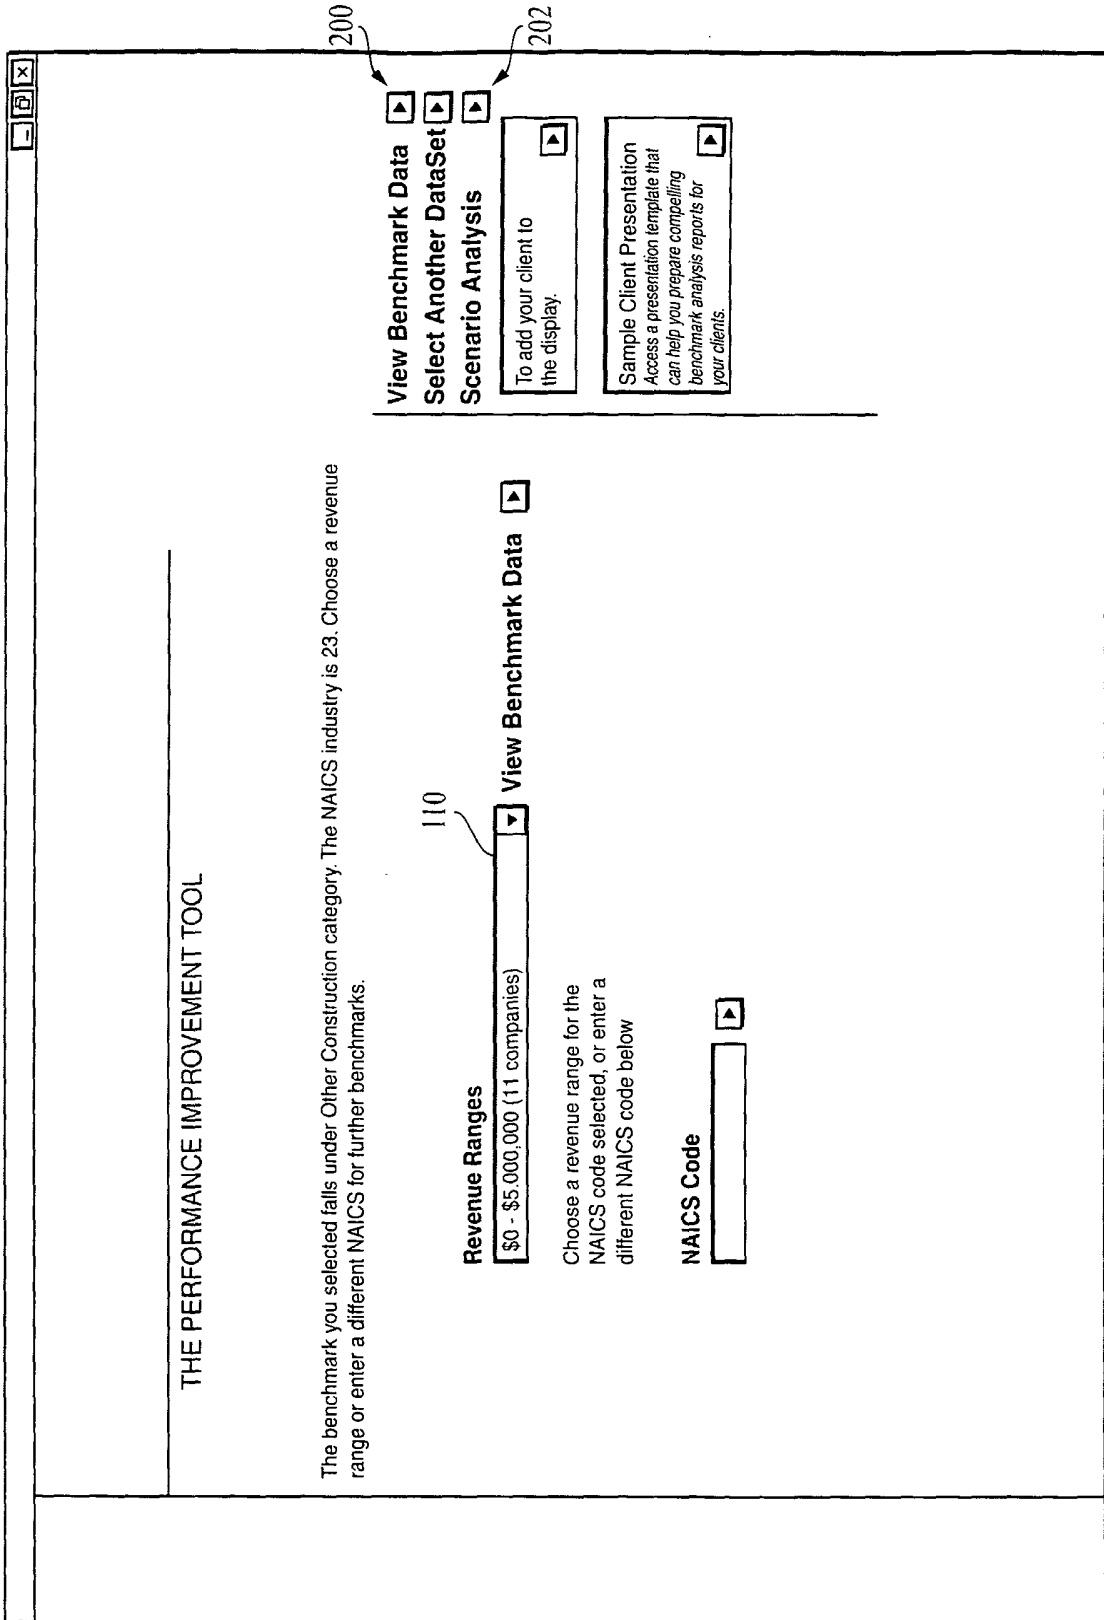 THE PERFORMANCE IMPROVEMENT TOOL
The benchmark you selected falls under Other Construction category. The NAICS industry is 23. Choose a revenue
range or enter a different NAICS for further benchmarks.
Revenue Ranges
110
$0 - $5.000,000 (11 companies)
View Benchmark Data
Choose a revenue range for the
NAICS code selected, or enter a
different NAICS code below
NAICS Code
View Benchmark Data
200
Select Another DataSet
Scenario Analysis
202
To add your client to
the display.
Sample Client Presentation
Access a presentation template that
can help you prepare compelling
benchmark analysis reports for
your clients.